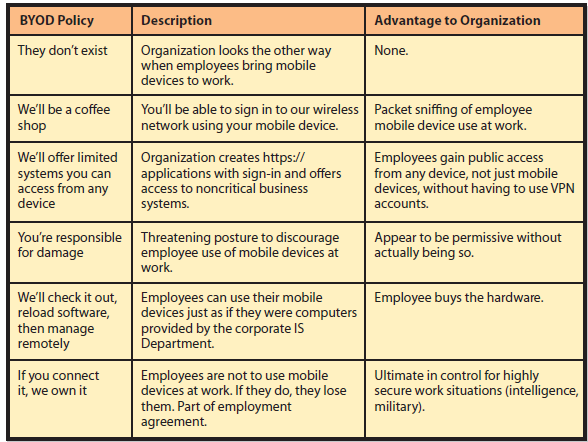 BYOD Policy
Description
Advantage to Organization
They don't exist
Organization looks the other way
when employees bring mobile
devices to work.
None.
We'll be a coffee
shop
You'll be able to sign in to our wireless
network using your mobile device.
Packet sniffing of employee
mobile device use at work.
We'll offer limited
systems you can
access from any
device
Organization creates https://
applications with sign-in and offers
access to noncritical business
systems.
Employees gain public access
from any device, not just mobile
devices, without having to use VPN
accounts.
You're responsible
for damage
Threatening posture to discourage
employee use of mobile devices at
work.
Appear to be permissive without
actually being so.
We'll check it out,
reload software,
then manage
remotely
Employees can use their mobile
devices just as if they were computers
provided by the corporate IS
Department.
Employee buys the hardware.
If you connect
it, we own it
Employees are not to use mobile
devices at work. If they do, they lose
them. Part of employment
agreement.
Ultimate in control for highly
secure work situations (intelligence,
military).